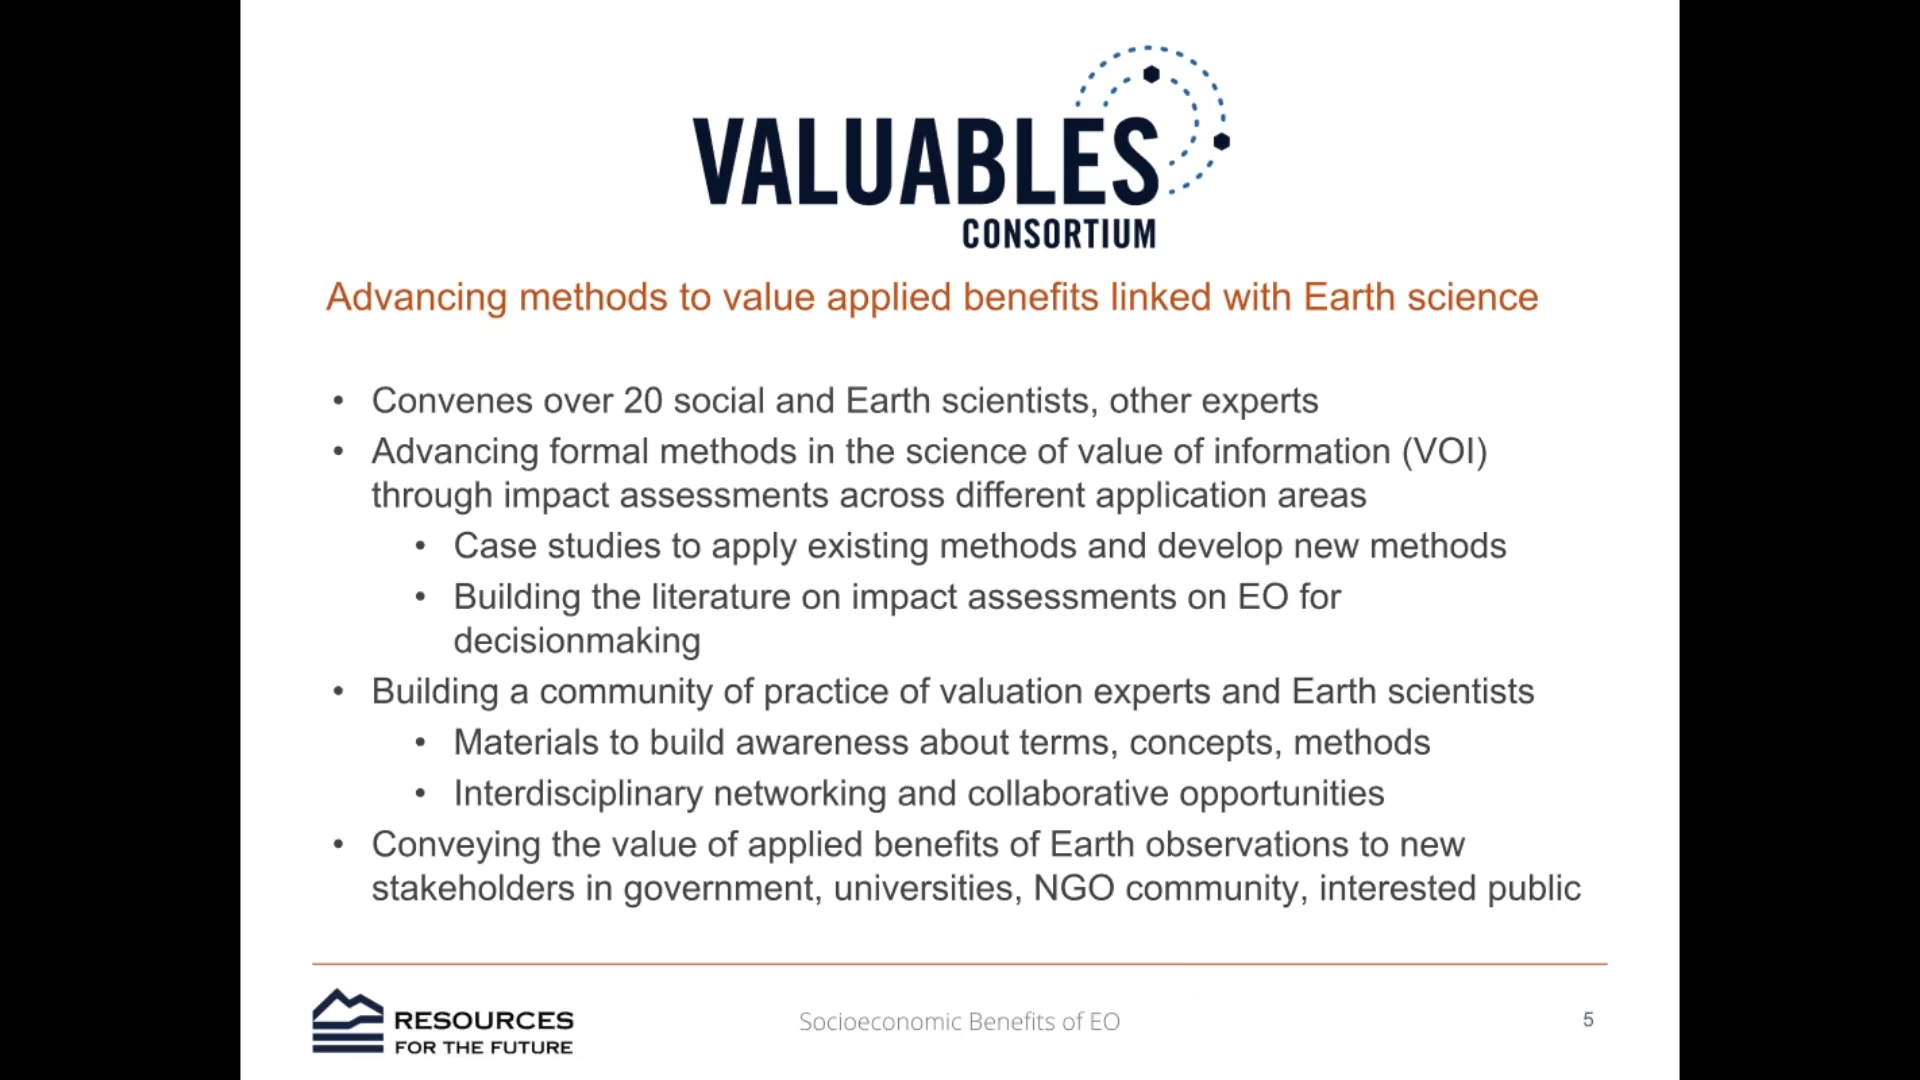 VALUABLES
CONSORTIUM
Advancing methods to value applied benefits linked with Earth science
• Convenes over 20 social and Earth scientists, other experts
• Advancing formal methods in the science of value of information (VOI)
through impact assessments across different application areas
• Case studies to apply existing methods and develop new methods
• Building the literature on impact assessments on EO for
decisionmaking
• Building a community of practice of valuation experts and Earth scientists
• Materials to build awareness about terms, concepts, methods
• Interdisciplinary networking and collaborative opportunities
• Conveying the value of applied benefits of Earth observations to new
stakeholders in government, universities, NGO community, interested public
RESOURCES
FOR THE FUTURE
Socioeconomic Benefits of EO
5